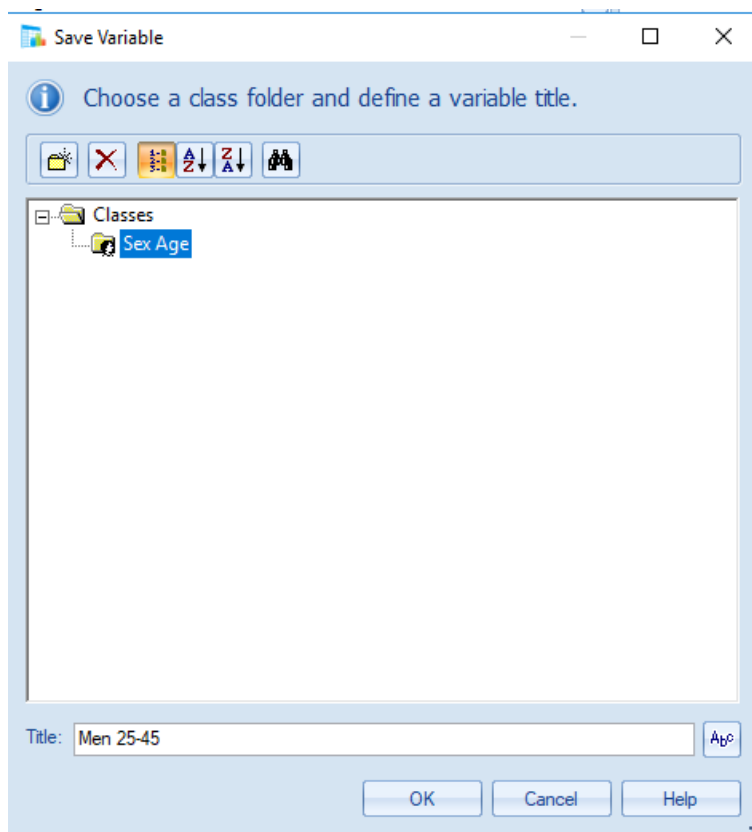 Save Variable
Choose a class folder and define a variable title.
Classes
Sex Age
Title: Men 25-45
Abc
OK Cancel Help